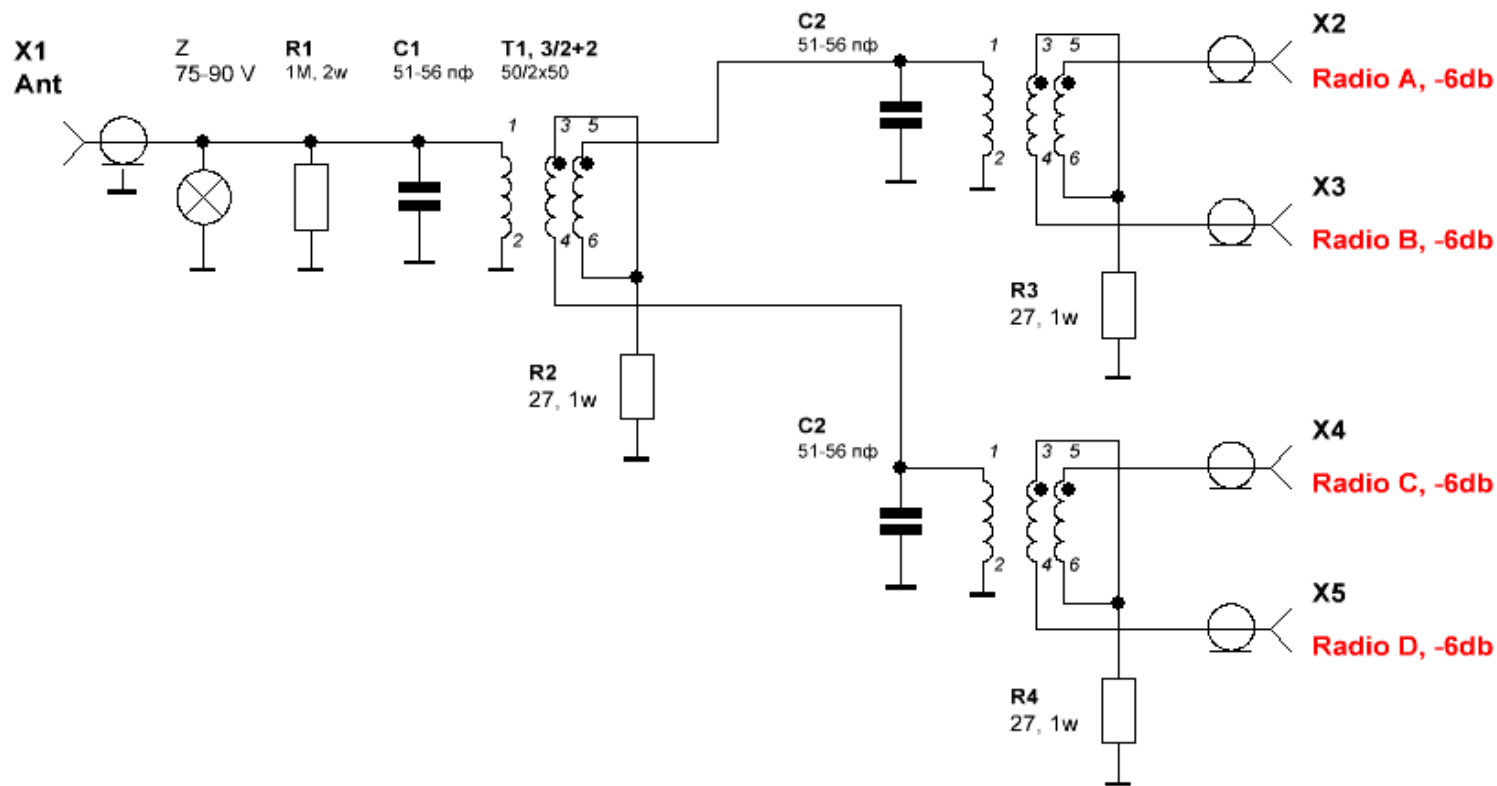 X1
Ant
Z
75-90 V
R1
1M, 2w
C1
51-56 пф
T1, 3/2+2
50/2x50
1
2
3
5
4
6
R2
27, 1w
C2
51-56 пф
1
2
3
5
4
6
X2
Radio A, -6db
X3
Radio B, -6db
R3
27, 1w
C2
51-56 пф
1
2
3
5
4
6
X4
Radio C, -6db
X5
Radio D, -6db
R4
27, 1w